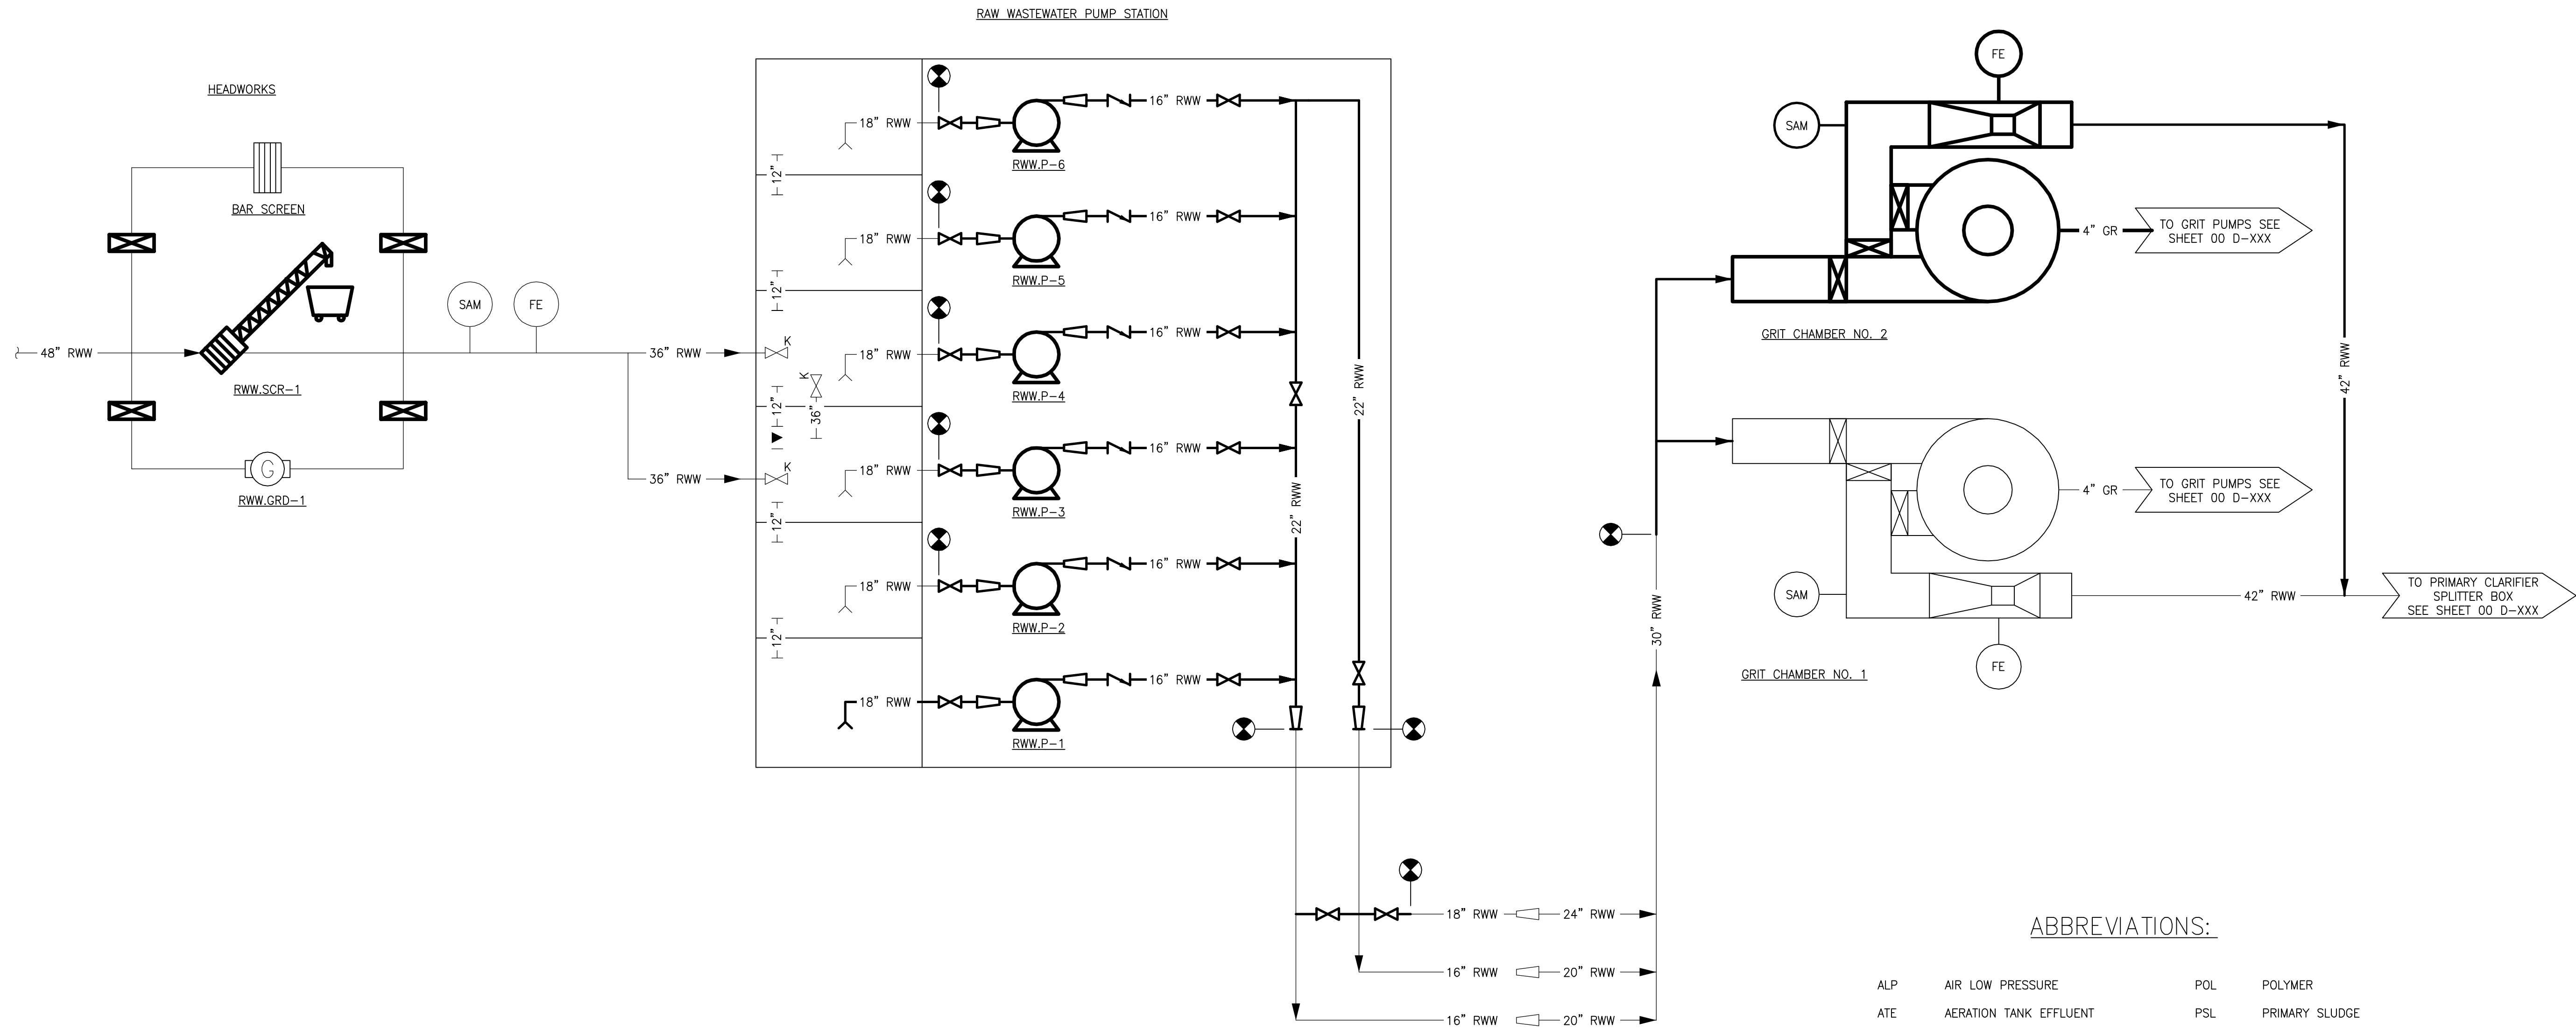 RAW WASTEWATER PUMP STATION
HEADWORKS
BAR SCREEN
48" RWW
RWW.SCR-1
G
RWW.GRD-1
SAM
FE
36" RWW
36" RWW
K
K
K
36"
12"
12"
12"
12"
12"
18" RWW
16" RWW
RWW.P-6
18" RWW
16" RWW
RWW.P-5
18" RWW
16" RWW
RWW.P-4
18" RWW
16" RWW
RWW.P-3
18" RWW
16" RWW
RWW.P-2
18" RWW
16" RWW
RWW.P-1
22" RWW
22" RWW
18" RWW
24" RWW
16" RWW
20" RWW
16" RWW
20" RWW
30" RWW
FE
SAM
4" GR
TO GRIT PUMPS SEE
SHEET 00 D-XXX
GRIT CHAMBER NO. 2
42" RWW
4" GR
TO GRIT PUMPS SEE
SHEET 00 D-XXX
SAM
FE
GRIT CHAMBER NO. 1
42" RWW
TO PRIMARY CLARIFIER
SPLITTER BOX
SEE SHEET 00 D-XXX
ABBREVIATIONS:
ALP AIR LOW PRESSURE POL POLYMER
ATE AERATION TANK EFFLUENT PSL PRIMARY SLUDGE